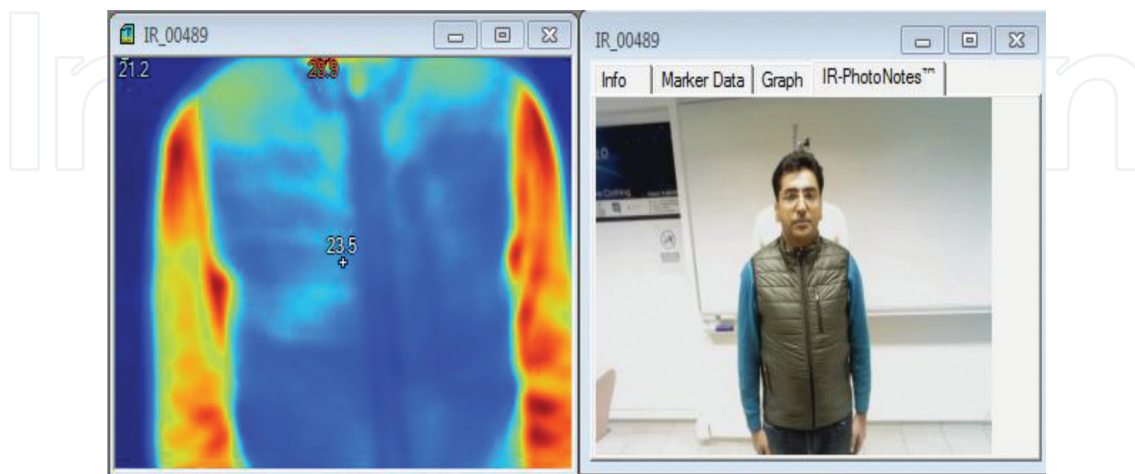 IR_00489
21.2
28.9
23.5
IR_00489
Info
Marker Data
Graph
IR-PhotoNotes™